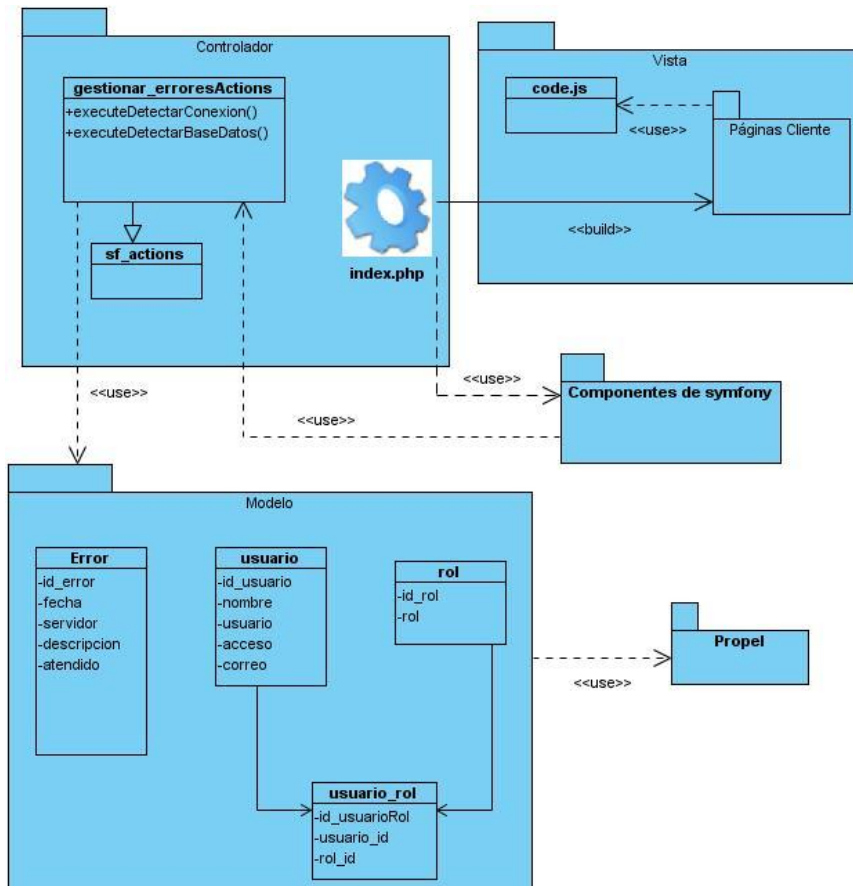 Controlador
gestionar_erroresActions
+executeDetectarConexion()
+executeDetectarBaseDatos()
sf_actions
index.php
Vista
code.js
<<use>>
Páginas Cliente
<<build>>
<<use>>
<<use>>
<<use>>
Componentes de symfony
Modelo
Error
-id_error
-fecha
-servidor
-descripcion
-atendido
usuario
-id_usuario
-nombre
-usuario
-acceso
-correo
rol
-id_rol
-rol
usuario_rol
-id_usuarioRol
-usuario_id
-rol_id
Propel
<<use>>